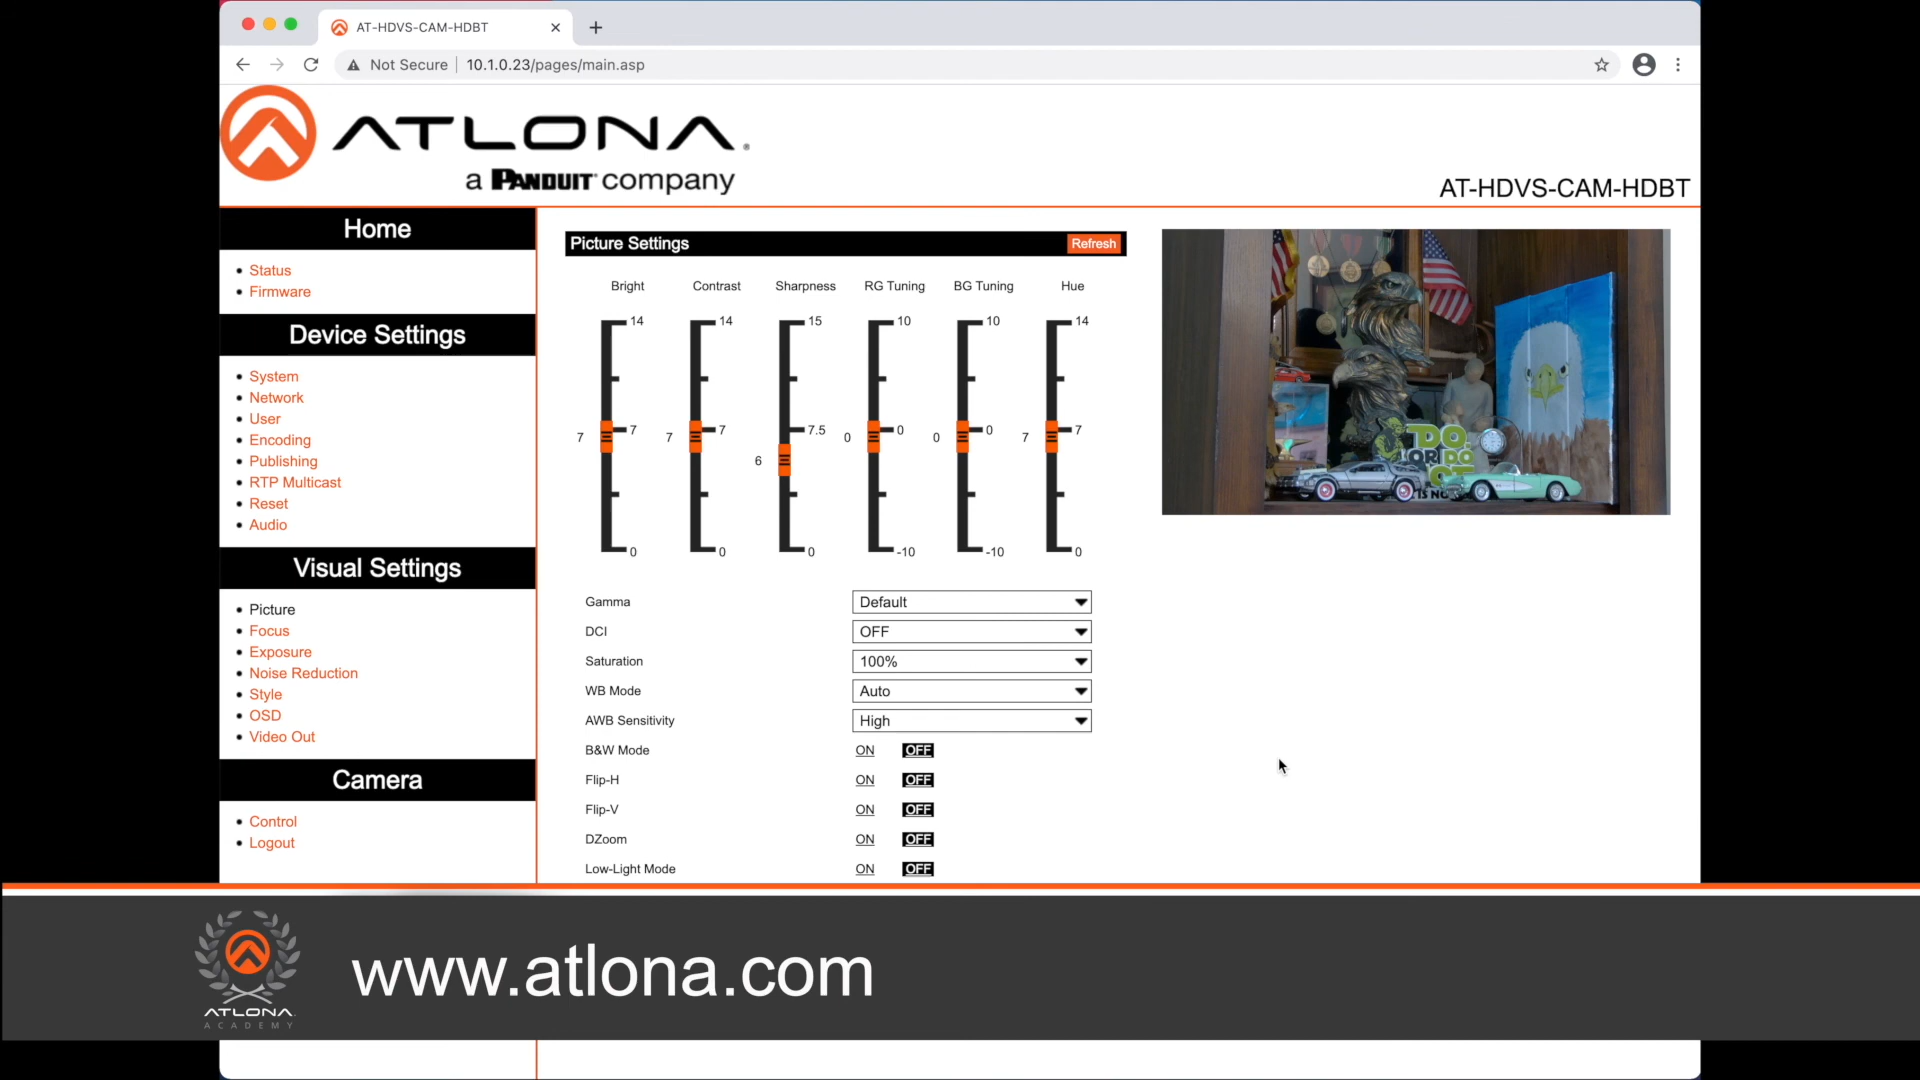 AT-HDVS-CAM-HDBT
Not Secure 10.1.0.23/pages/main.asp
ATLONA®
a PANDUIT company
AT-HDVS-CAM-HDBT
Home
Status
Firmware
Device Settings
System
Network
User
Encoding
Publishing
RTP Multicast
Reset
Audio
Visual Settings
Picture
Focus
Exposure
Noise Reduction
Style
OSD
Video Out
Camera
Control
Logout
Picture Settings Refresh
Bright Contrast Sharpness RG Tuning BG Tuning Hue
14 14 15 10 10 14
7 7 7 7 7.5 0 0 0 0 7 7
6
0 0 0 -10 -10 0
Gamma Default
DCI OFF
Saturation 100%
WB Mode Auto
AWB Sensitivity High
B&W Mode ON OFF
Flip-H ON OFF
Flip-V ON OFF
DZoom ON OFF
Low-Light Mode ON OFF
DO
OR DO
NOT
IS NO
ATLONA
ACADEMY
www.atlona.com